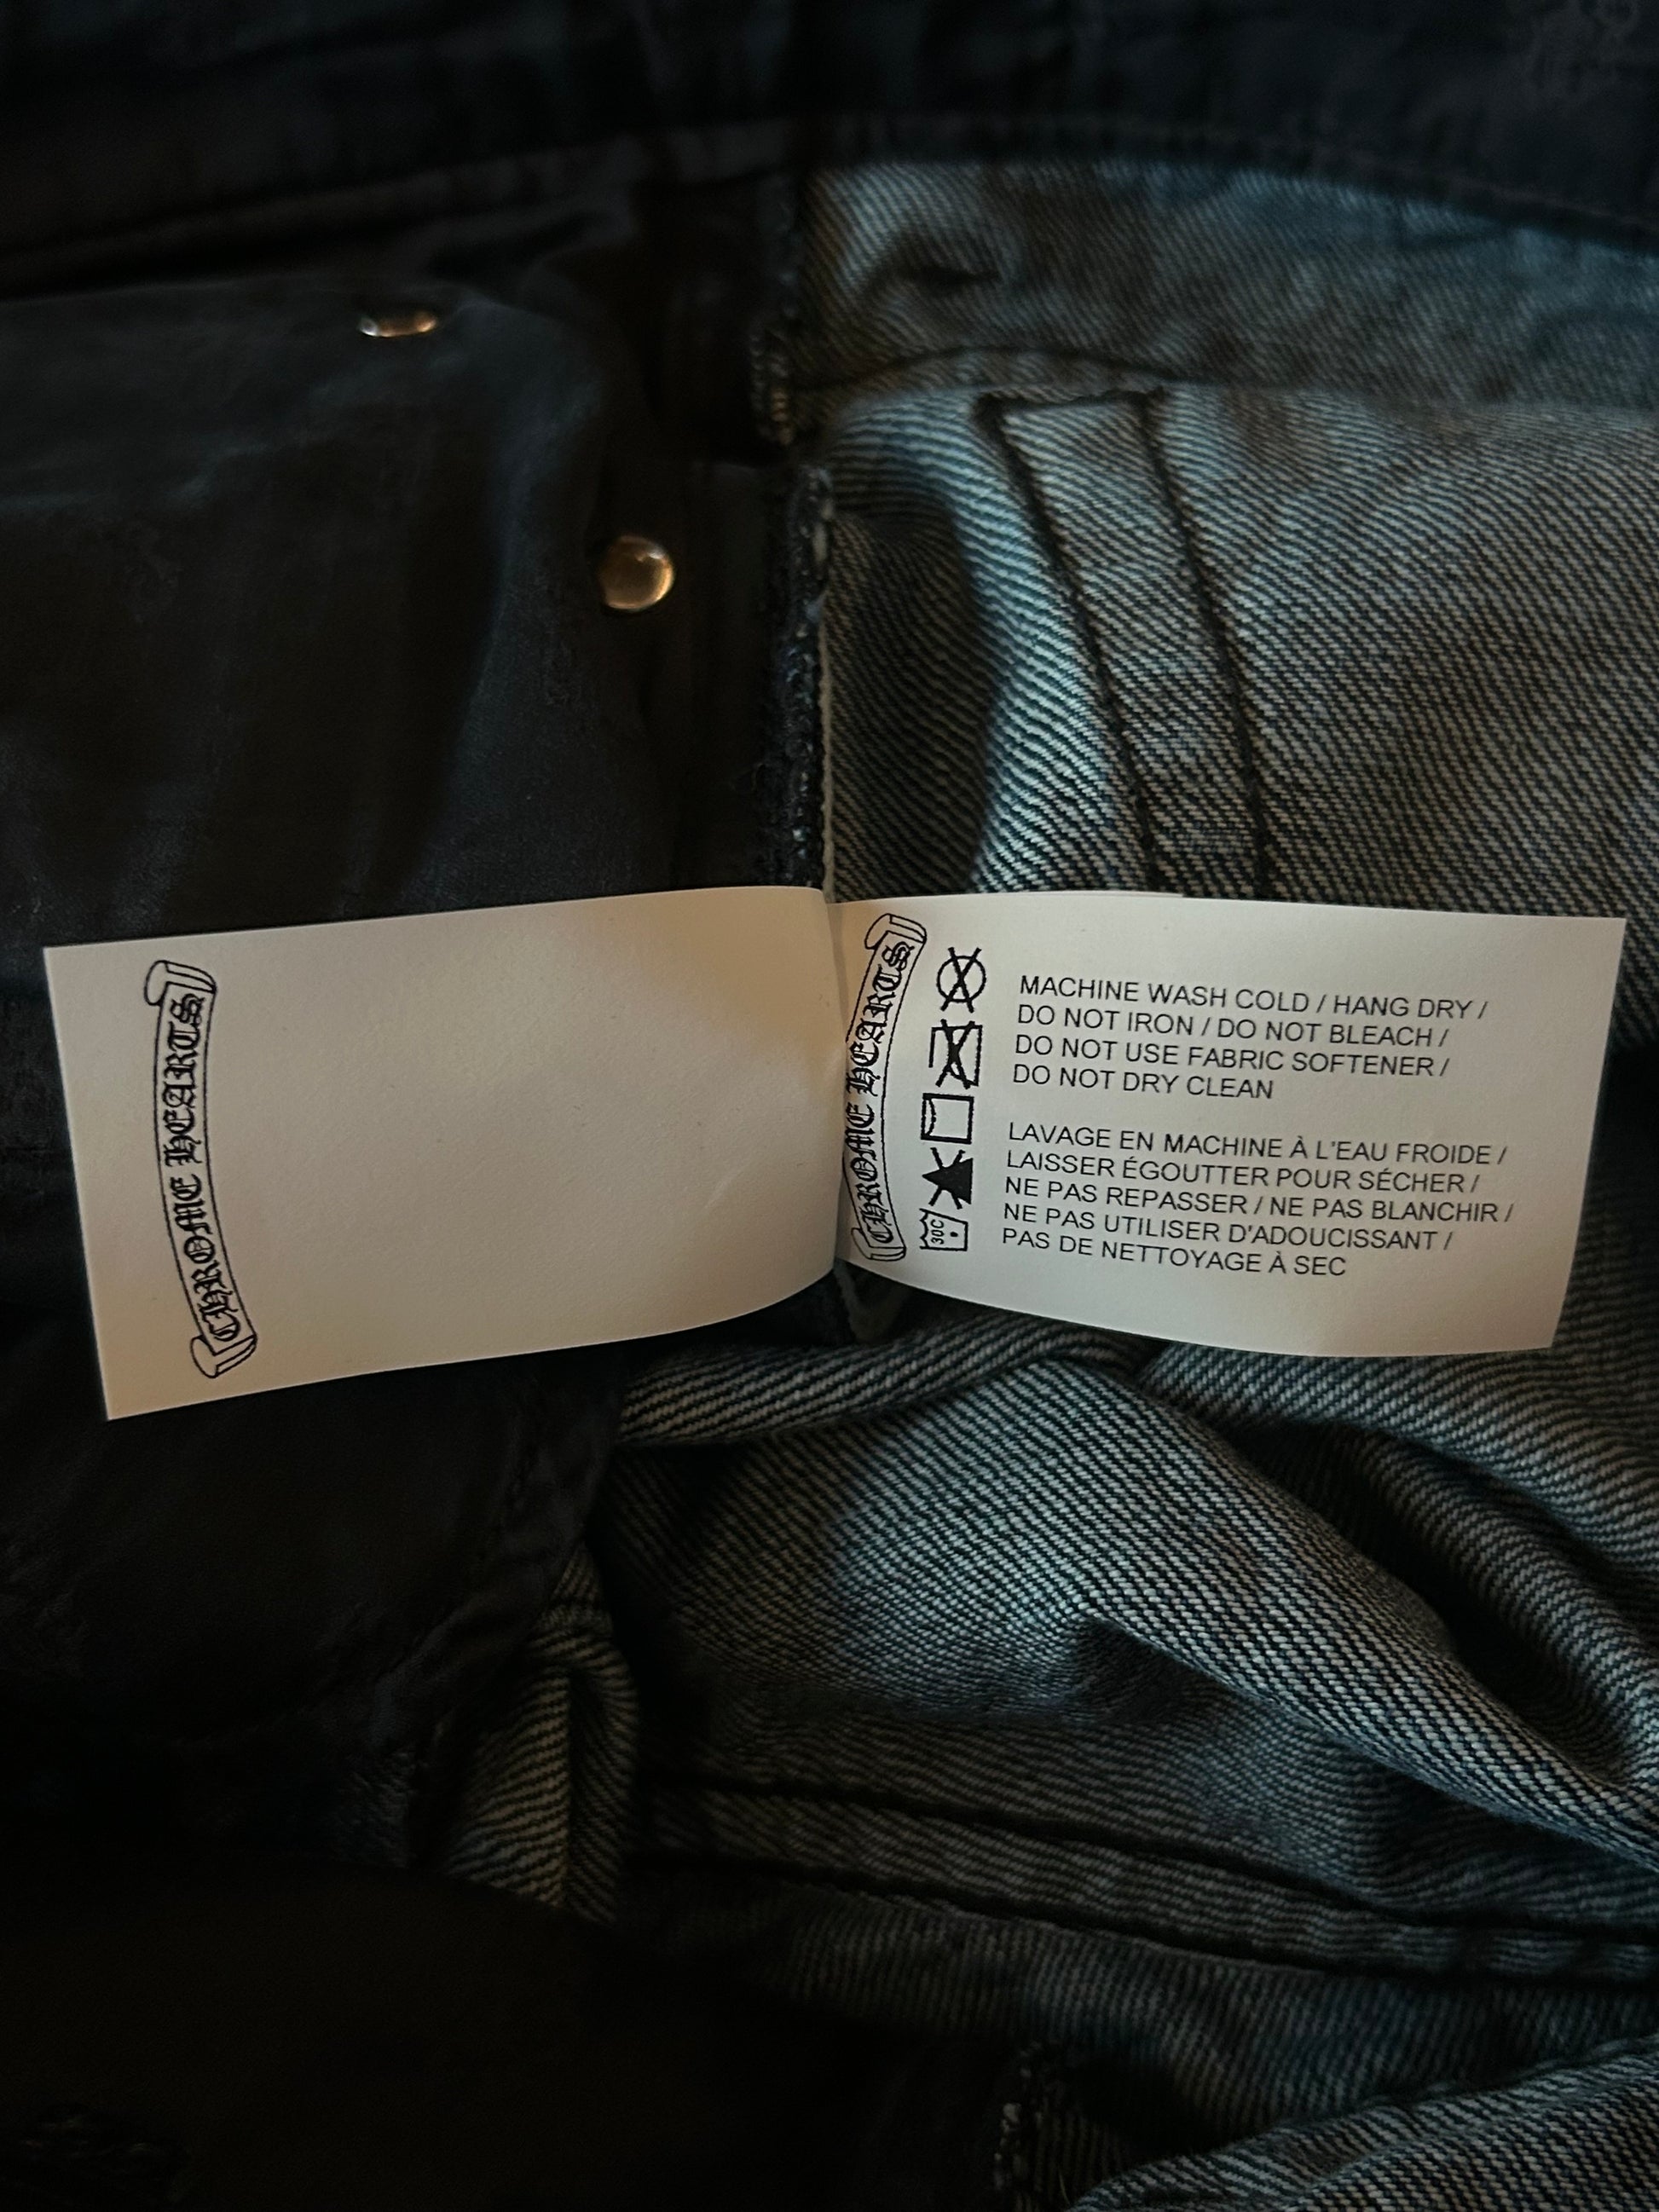 CHROME HEARTS
CHROME HEARTS
MACHINE WASH COLD / HANG DRY /
DO NOT IRON / DO NOT BLEACH /
DO NOT USE FABRIC SOFTENER /
DO NOT DRY CLEAN
LAVAGE EN MACHINE À L'EAU FROIDE /
LAISSER ÉGOUTTER POUR SÉCHER /
NE PAS REPASSER / NE PAS BLANCHIR /
NE PAS UTILISER D'ADOUCISSANT /
PAS DE NETTOYAGE À SEC
30C